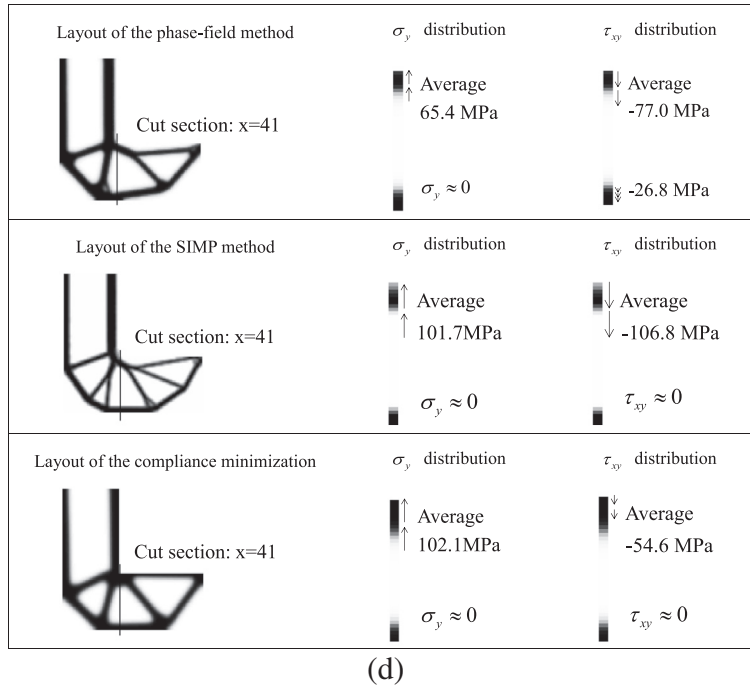 Layout of the phase-field method
σy distribution
τxy distribution
Cut section: x=41
Average
65.4 MPa
σy ≈ 0
Average
-77.0 MPa
-26.8 MPa
Layout of the SIMP method
σy distribution
τxy distribution
Cut section: x=41
Average
101.7MPa
σy ≈ 0
Average
-106.8 MPa
τxy ≈ 0
Layout of the compliance minimization
σy distribution
τxy distribution
Cut section: x=41
Average
102.1MPa
σy ≈ 0
Average
-54.6 MPa
τxy ≈ 0
(d)